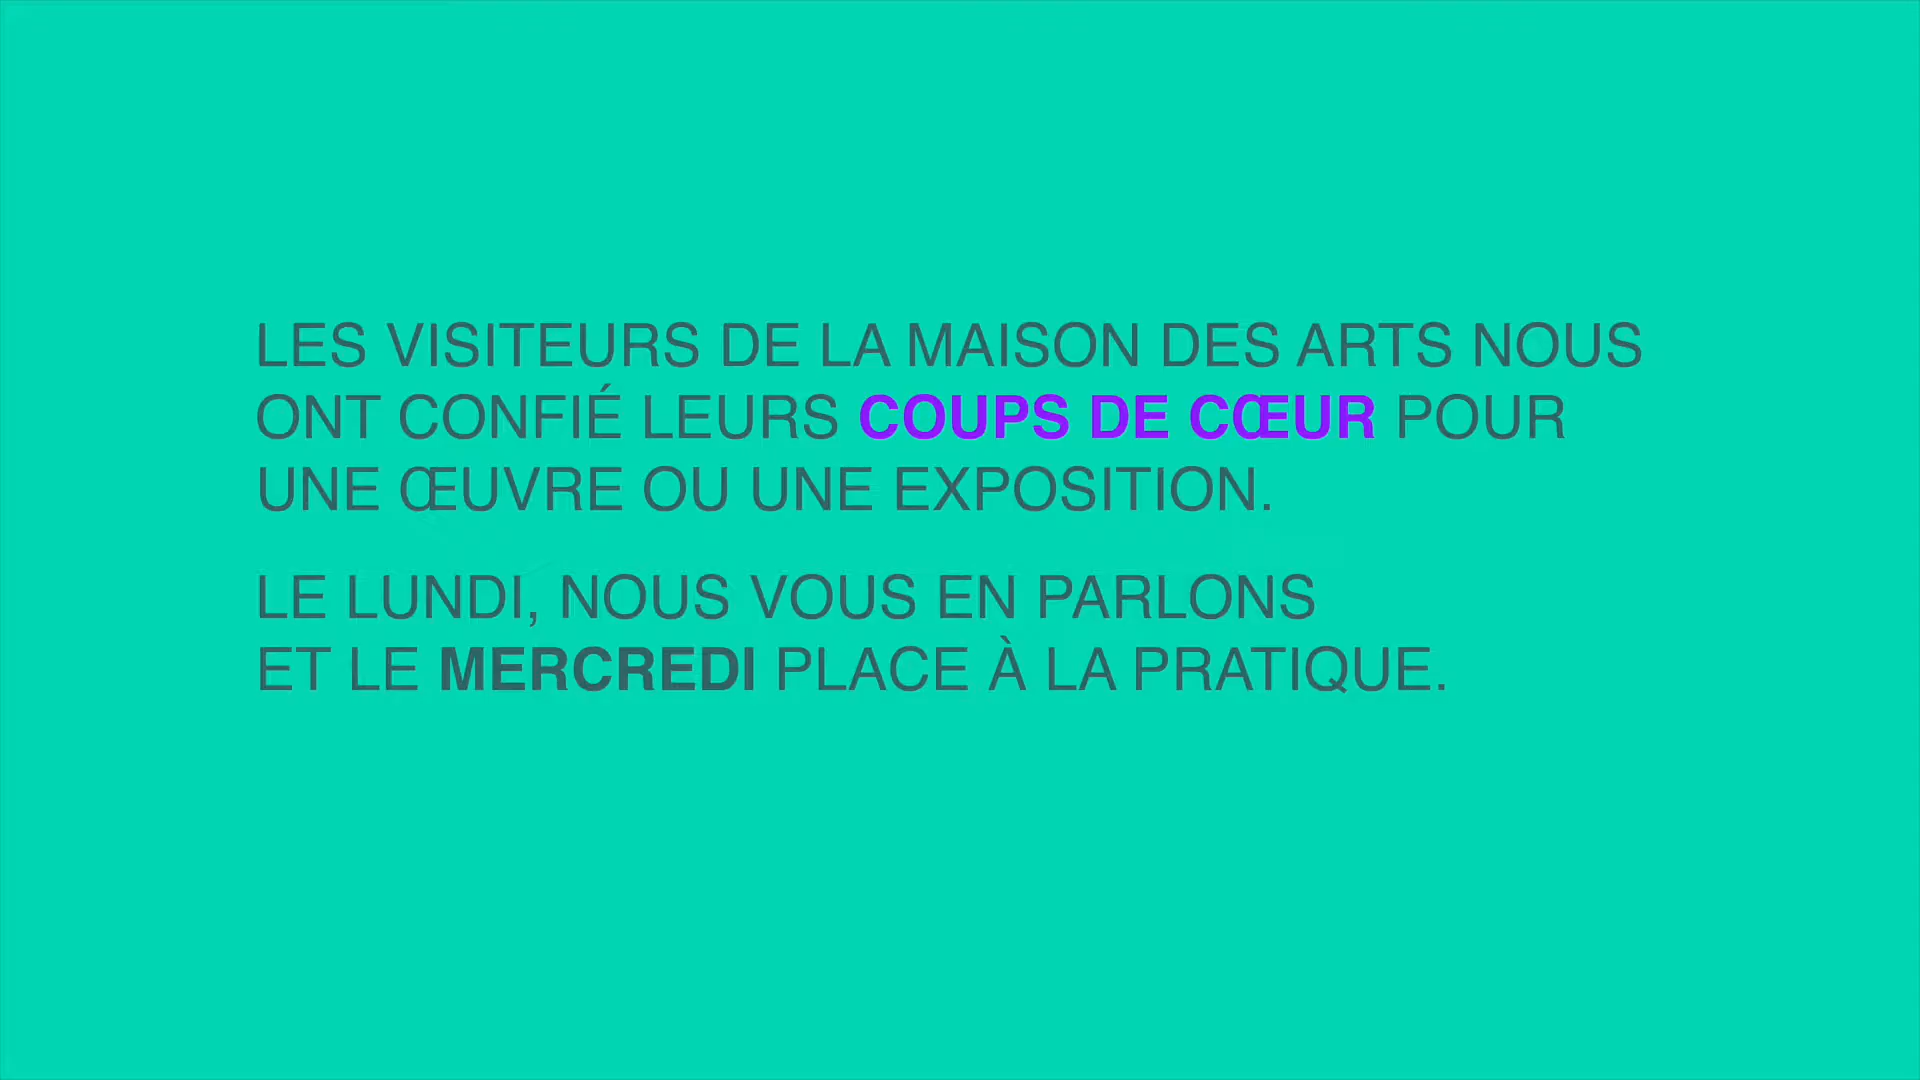 LES VISITEURS DE LA MAISON DES ARTS NOUS
ONT CONFIÉ LEURS COUPS DE CŒUR POUR
UNE ŒUVRE OU UNE EXPOSITION.
LE LUNDI, NOUS VOUS EN PARLONS
ET LE MERCREDI PLACE À LA PRATIQUE.